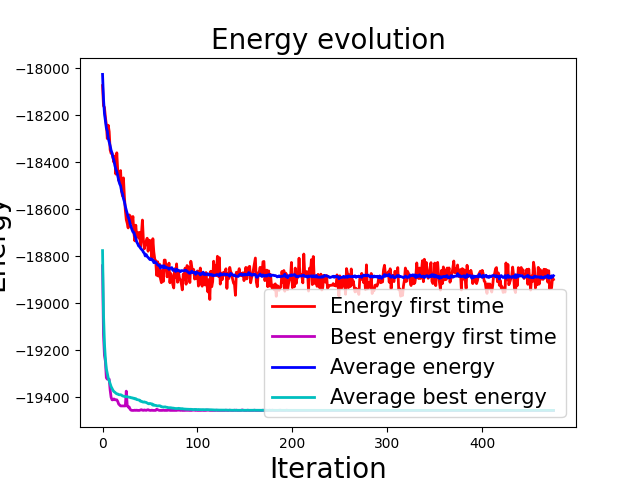 Energy evolution
Energy
−18000
−18200
−18400
−18600
−18800
−19000
−19200
−19400
Energy first time
Best energy first time
Average energy
Average best energy
0 100 200 300 400
Iteration